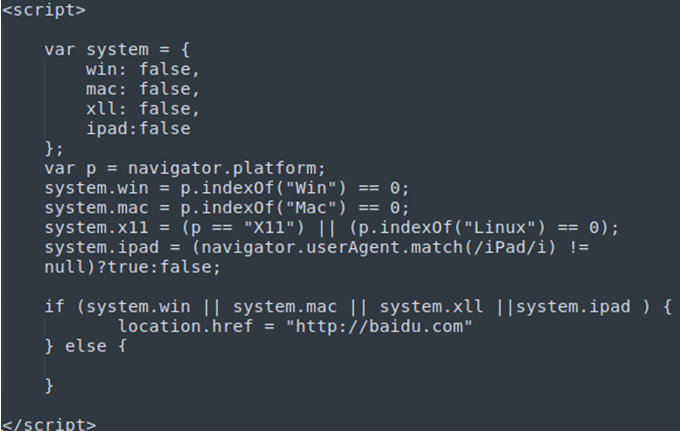 <script>
var system = {
win: false,
mac: false,
xll: false,
ipad:false
};
var p = navigator.platform;
system.win = p.indexOf("Win") == 0;
system.mac = p.indexOf("Mac") == 0;
system.x11 = (p == "X11") || (p.indexOf("Linux") == 0);
system.ipad = (navigator.userAgent.match(/iPad/i) !=
null)?true:false;
if (system.win || system.mac || system.xll ||system.ipad ) {
location.href = "http://baidu.com"
} else {
}
</script>